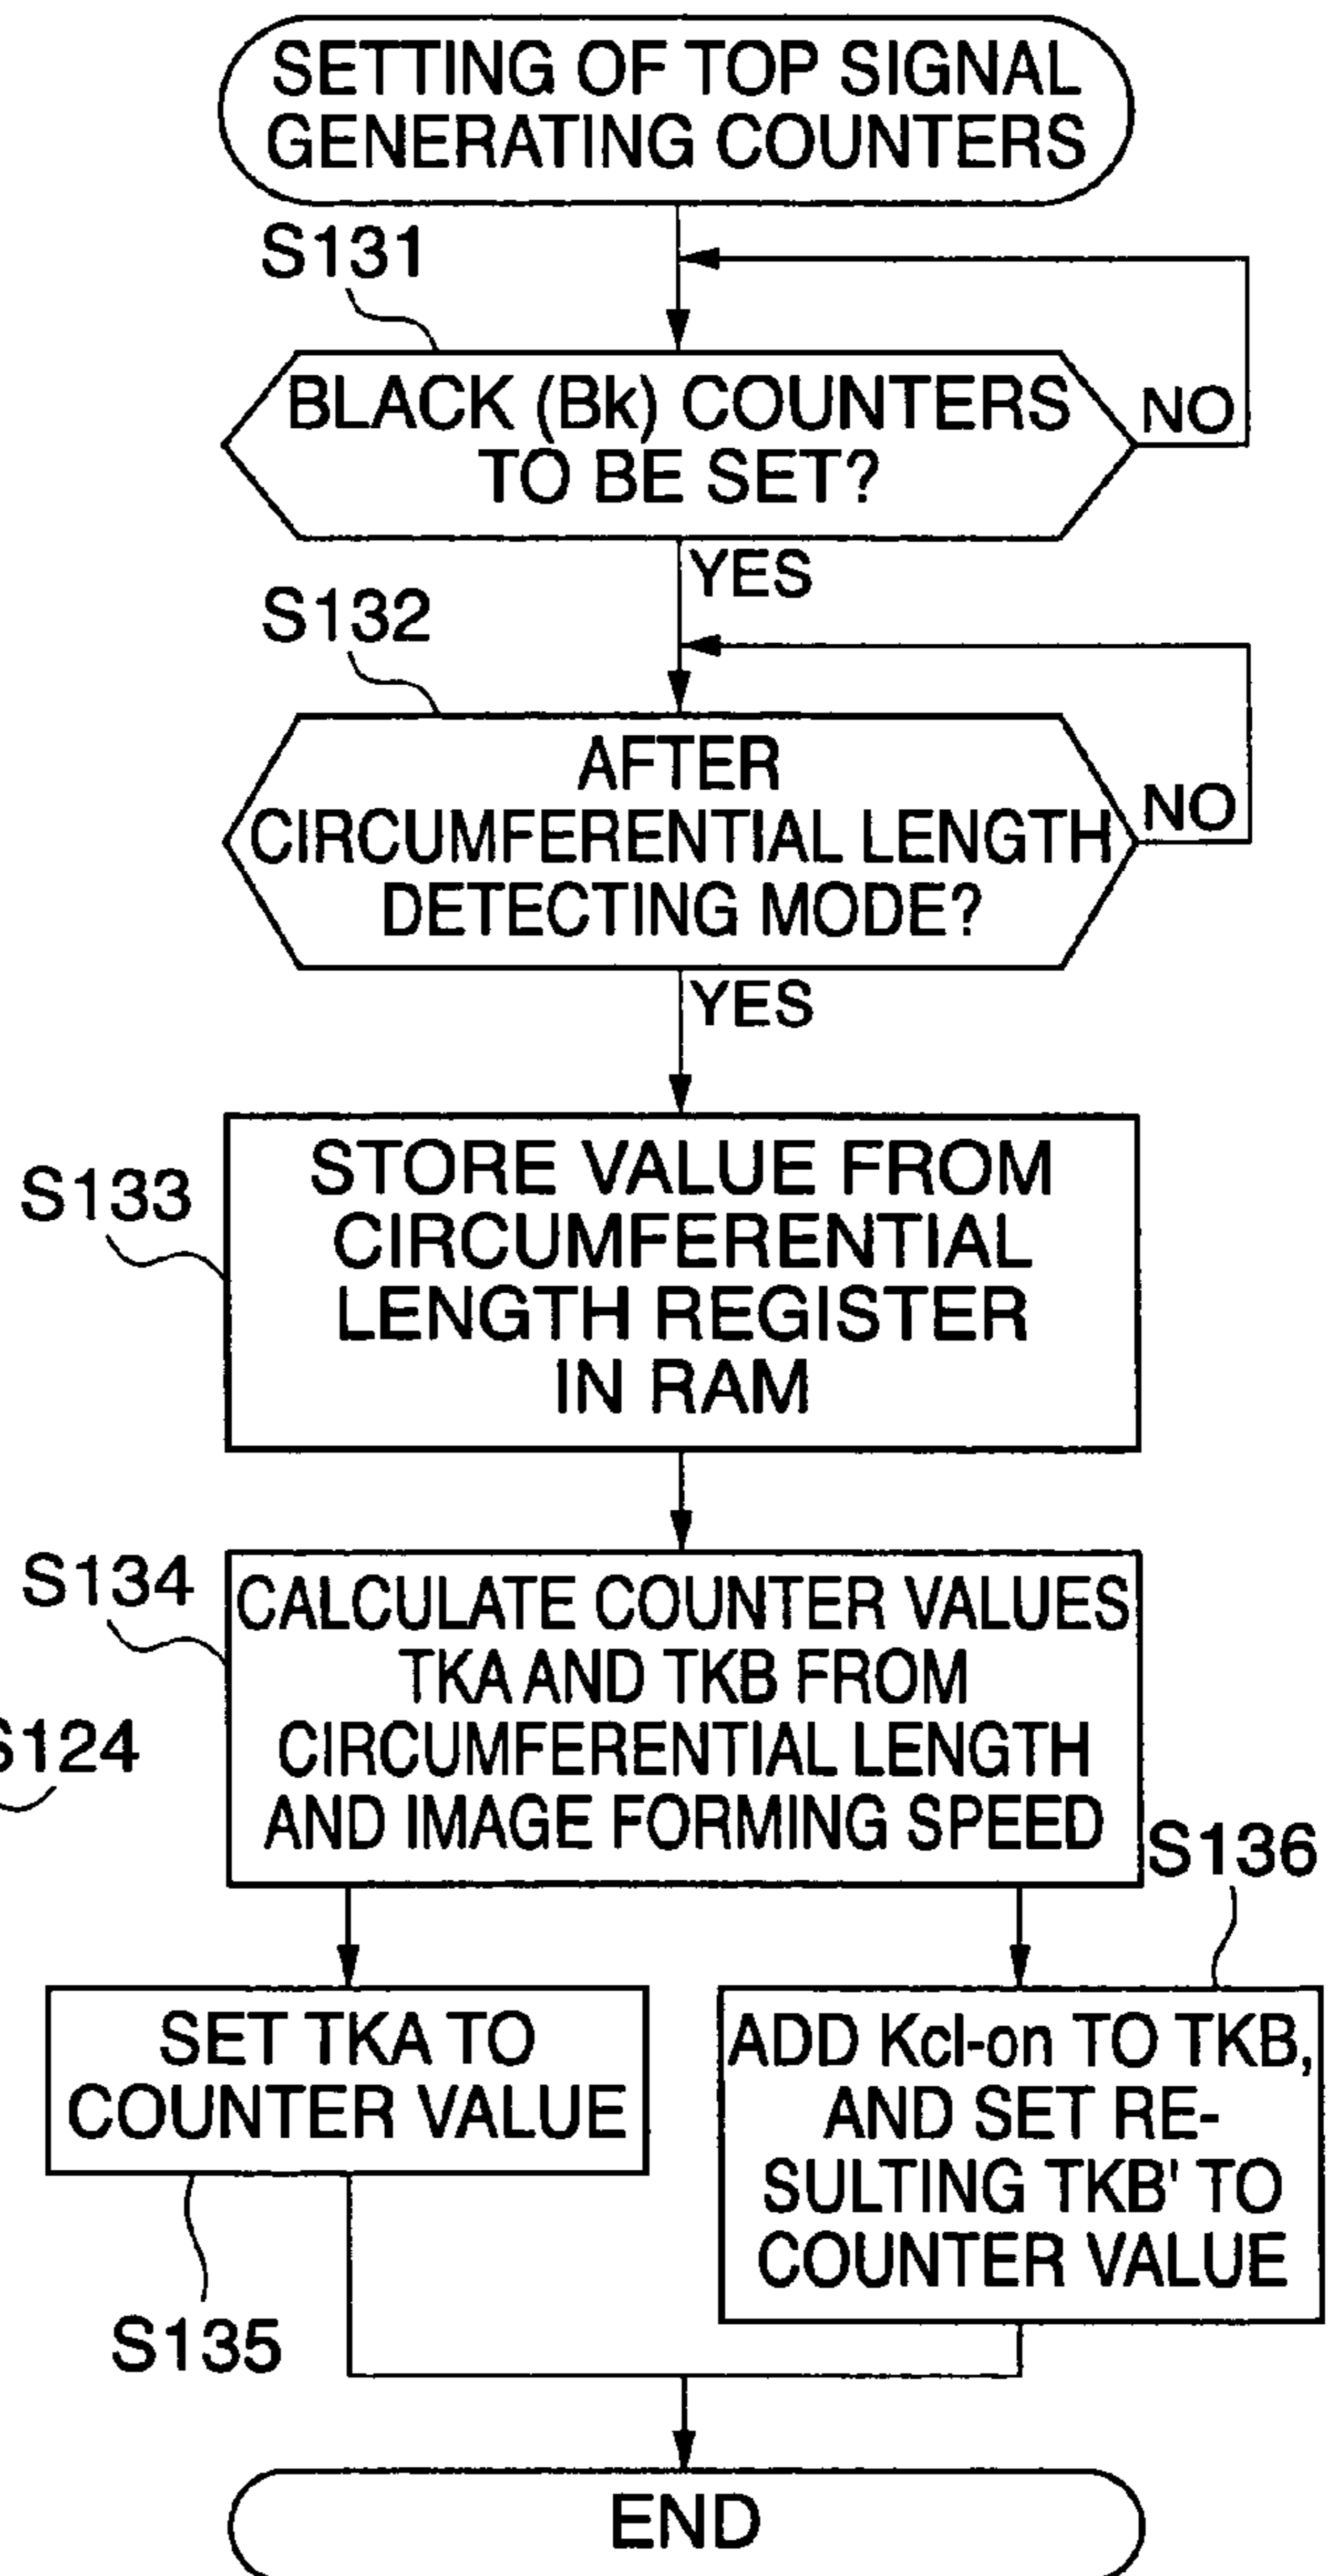 SETTING OF TOP SIGNAL
GENERATING COUNTERS
S131
BLACK (Bk) COUNTERS
TO BE SET?
NO
YES
S132
AFTER
CIRCUMFERENTIAL LENGTH
DETECTING MODE?
NO
YES
S133
STORE VALUE FROM
CIRCUMFERENTIAL
LENGTH REGISTER
IN RAM
S134
CALCULATE COUNTER VALUES
TKA AND TKB FROM
CIRCUMFERENTIAL LENGTH
AND IMAGE FORMING SPEED
S124
S136
SET TKA TO
COUNTER VALUE
S135
ADD Kcl-on TO TKB,
AND SET RE-
SULTING TKB' TO
COUNTER VALUE
END